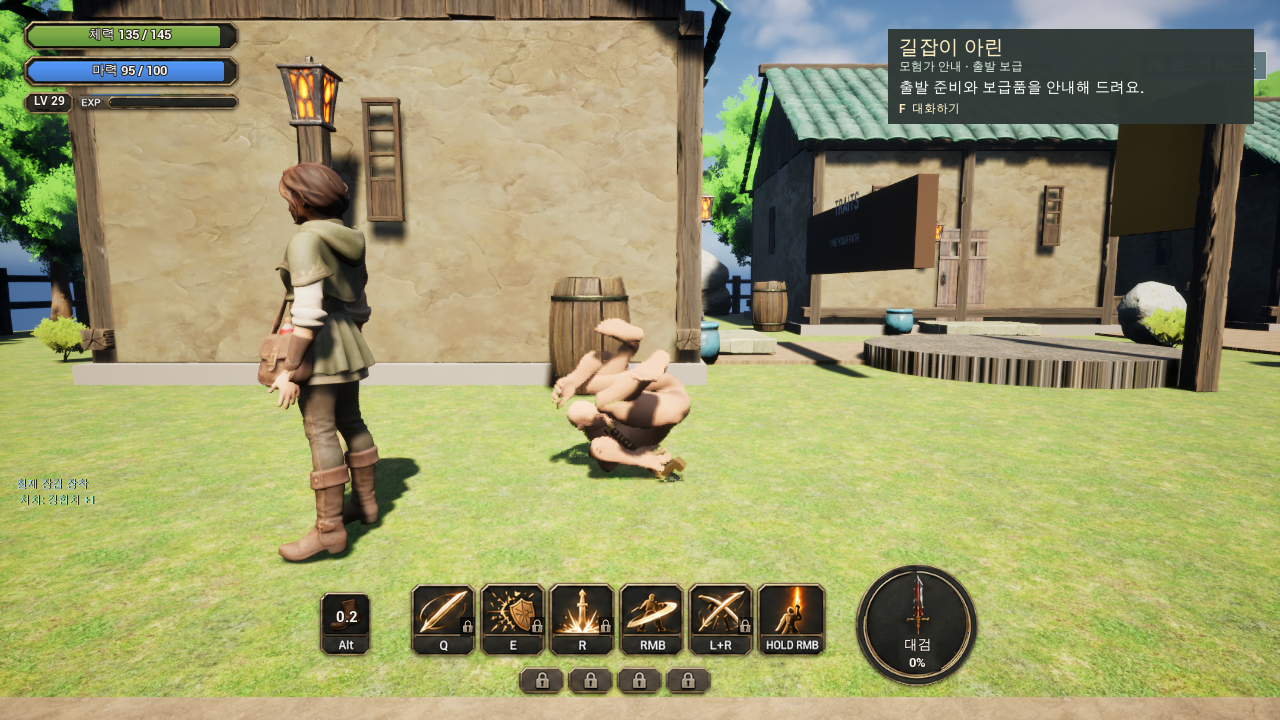 체력 135 / 145
마력 95 / 100
LV 29 EXP
길잡이 아린
모험가 안내 · 출발 보급
출발 준비와 보급품을 안내해 드려요.
F 대화하기
TRAITS
0.2
Alt
Q
E
R
RMB
L+R
HOLD RMB
대검
0%